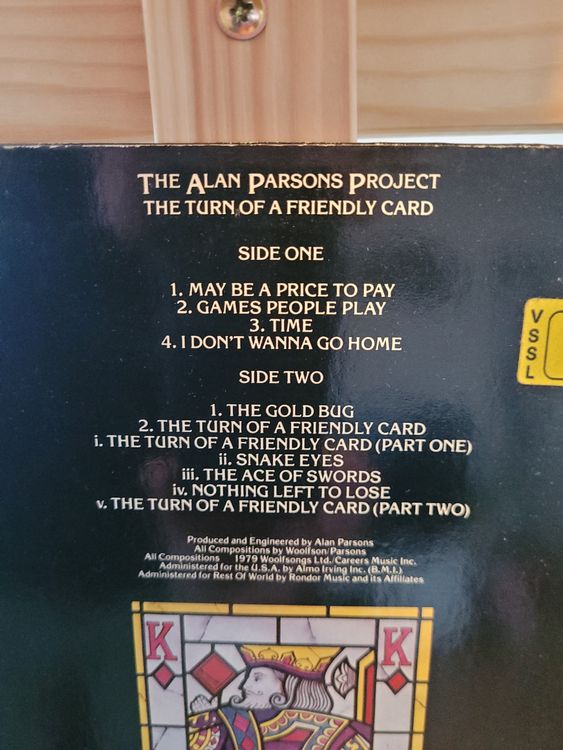 THE ALAN PARSONS PROJECT
THE TURN OF A FRIENDLY CARD
SIDE ONE
1. MAY BE A PRICE TO PAY
2. GAMES PEOPLE PLAY
3. TIME
4. I DON'T WANNA GO HOME
SIDE TWO
1. THE GOLD BUG
2. THE TURN OF A FRIENDLY CARD
i. THE TURN OF A FRIENDLY CARD (PART ONE)
ii. SNAKE EYES
iii. THE ACE OF SWORDS
iv. NOTHING LEFT TO LOSE
v. THE TURN OF A FRIENDLY CARD (PART TWO)
VSSL
Produced and Engineered by Alan Parsons
All Compositions by Woolfson/Parsons
All Compositions 1979 Woolfsongs Ltd./Careers Music Inc.
Administered for the U.S.A. by Almo Irving Inc. (B.M.I.)
Administered for Rest Of World by Rondor Music and its Affiliates
K K